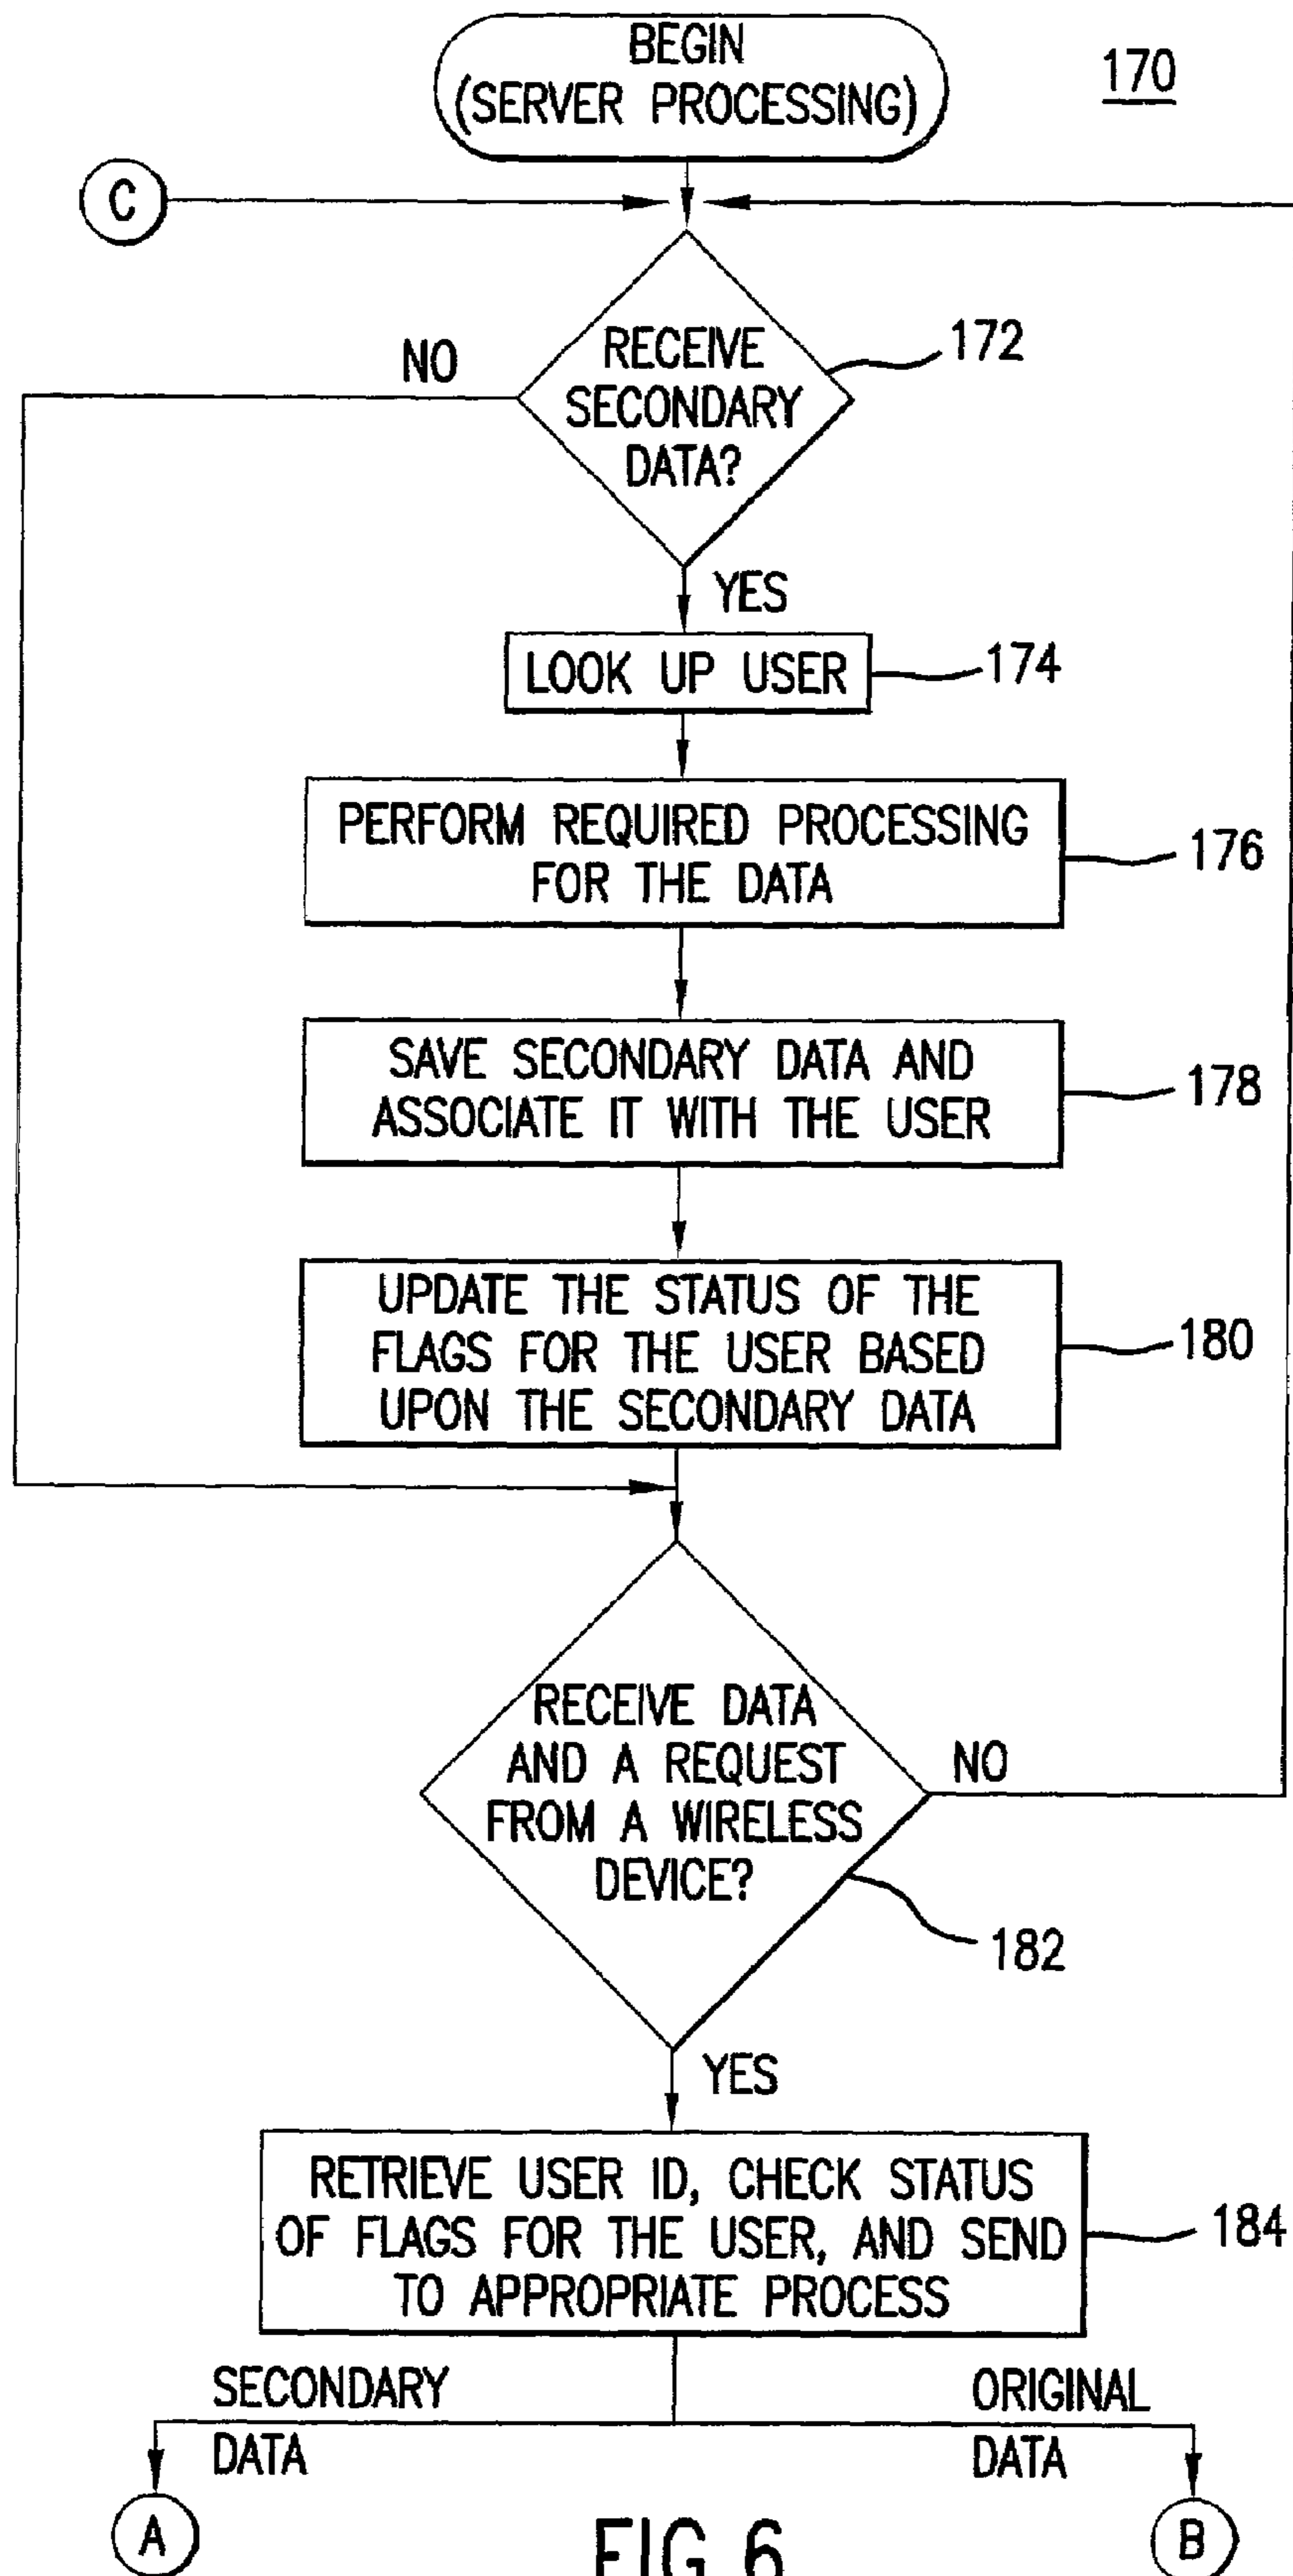 BEGIN
(SERVER PROCESSING)
170
C
NO
RECEIVE
SECONDARY
DATA?
172
YES
LOOK UP USER
174
PERFORM REQUIRED PROCESSING
FOR THE DATA
176
SAVE SECONDARY DATA AND
ASSOCIATE IT WITH THE USER
178
UPDATE THE STATUS OF THE
FLAGS FOR THE USER BASED
UPON THE SECONDARY DATA
180
RECEIVE DATA
AND A REQUEST
FROM A WIRELESS
DEVICE?
NO
182
YES
RETRIEVE USER ID, CHECK STATUS
OF FLAGS FOR THE USER, AND SEND
TO APPROPRIATE PROCESS
184
SECONDARY
DATA
ORIGINAL
DATA
A
B
FIG 6